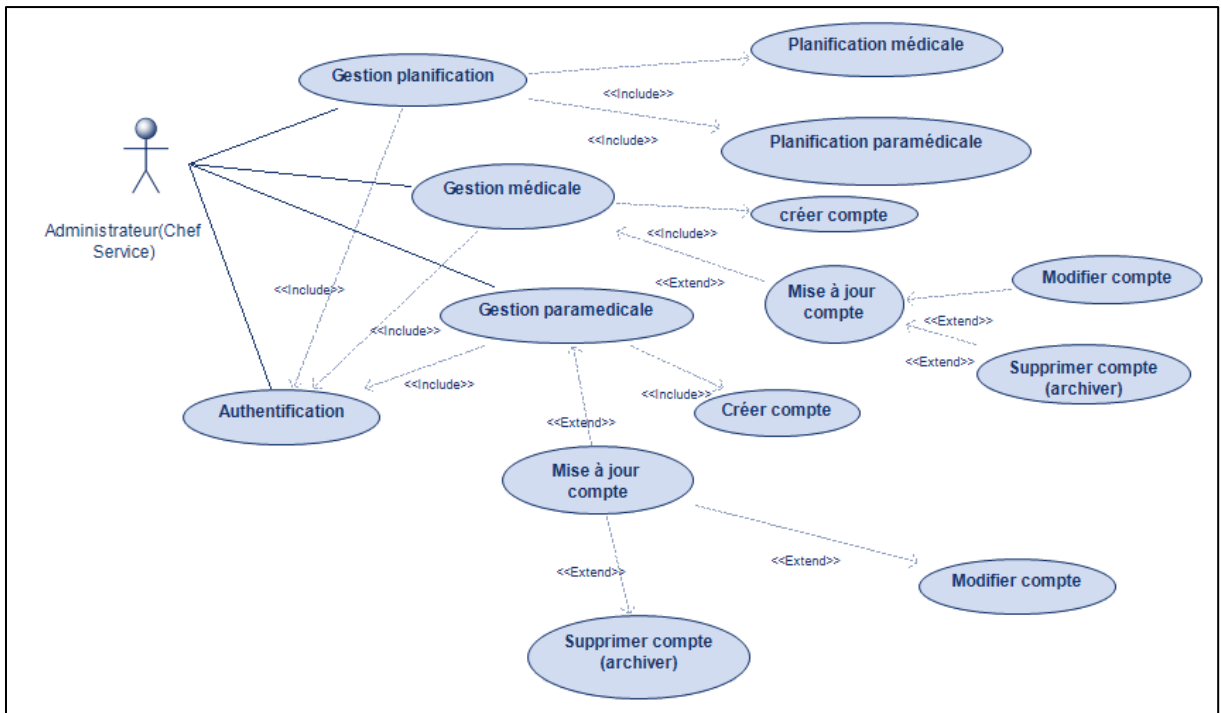 Planification médicale
Gestion planification
<<Include>>
<<Include>>
Planification paramédicale
Gestion médicale
créer compte
Administrateur(Chef
Service)
<<Include>>
<<Extend>>
Mise à jour
compte
Modifier compte
<<Include>>
Gestion paramedicale
<<Extend>>
<<Include>>
<<Extend>>
Supprimer compte
(archiver)
<<Include>>
<<Include>>
Authentification
Créer compte
<<Extend>>
Mise à jour
compte
<<Extend>>
<<Extend>>
Modifier compte
Supprimer compte
(archiver)